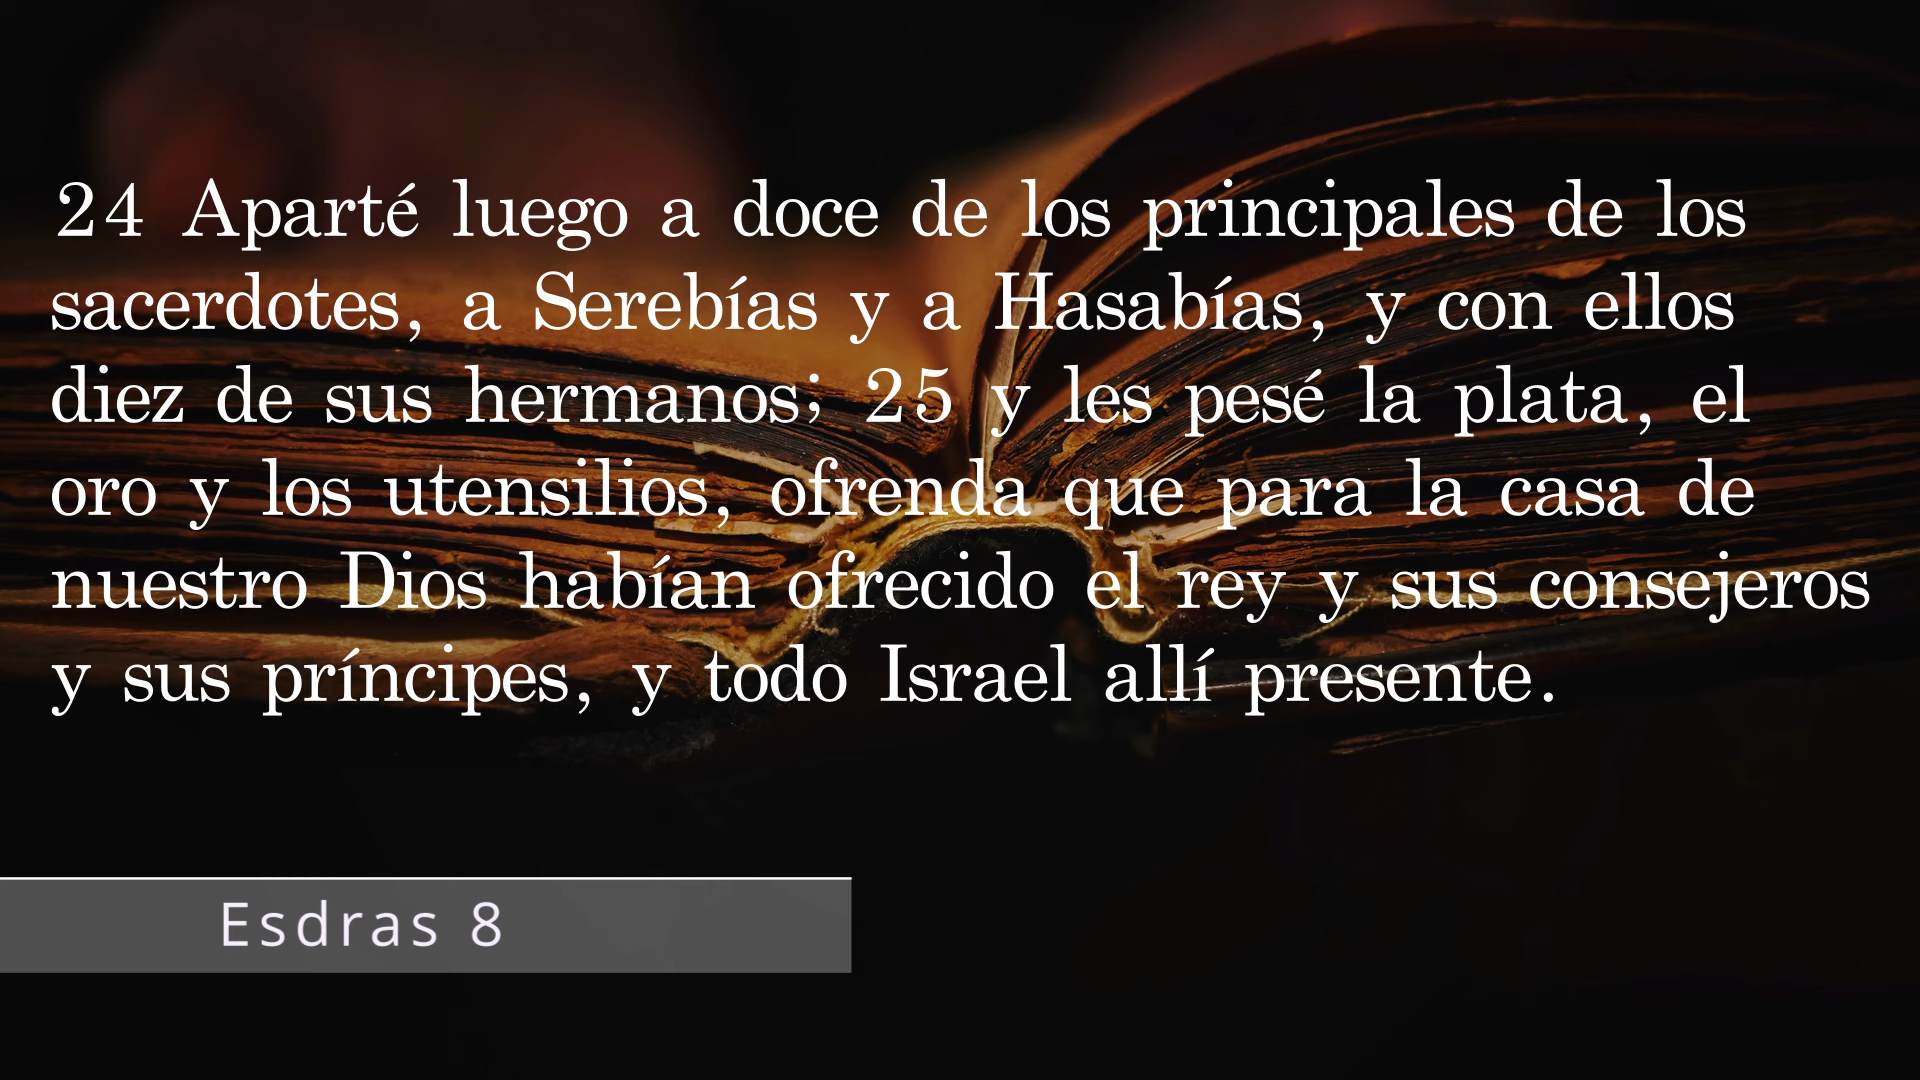 24 Aparté luego a doce de los principales de los
sacerdotes, a Serebías y a Hasabías, y con ellos
diez de sus hermanos; 25 y les pesé la plata, el
oro y los utensilios, ofrenda que para la casa de
nuestro Dios habían ofrecido el rey y sus consejeros
y sus príncipes, y todo Israel allí presente.
Esdras 8